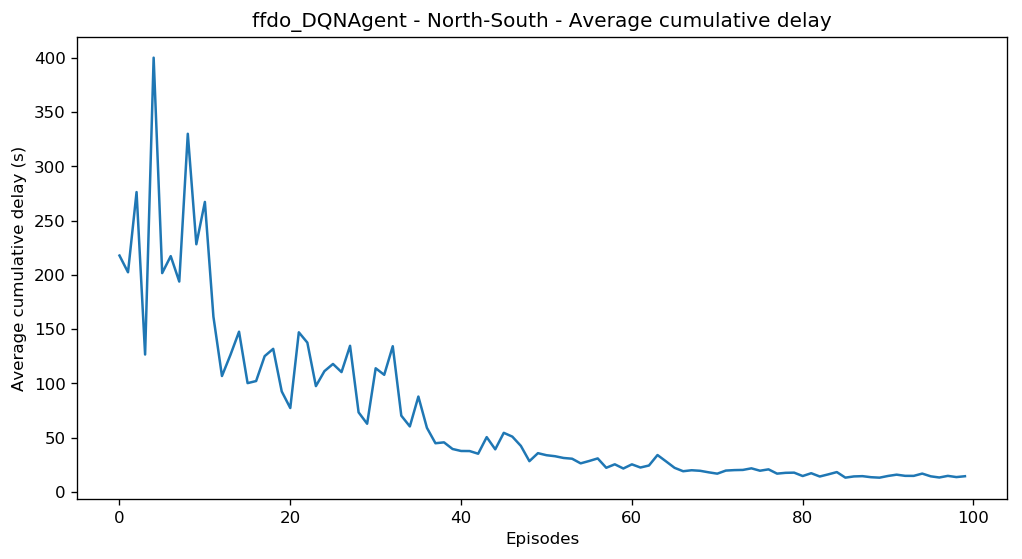 ffdo_DQNAgent - North-South - Average cumulative delay
Average cumulative delay (s)
400
350
300
250
200
150
100
50
0
0 20 40 60 80 100
Episodes